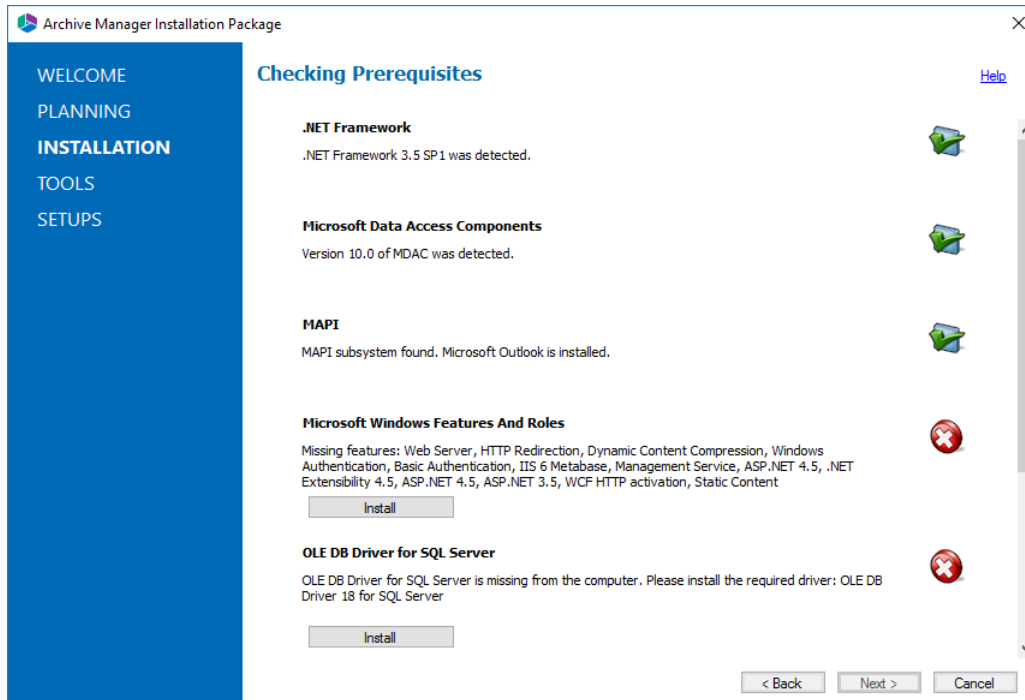 Archive Manager Installation Package
WELCOME
PLANNING
INSTALLATION
TOOLS
SETUPS
Checking Prerequisites
Help
.NET Framework
.NET Framework 3.5 SP1 was detected.
Microsoft Data Access Components
Version 10.0 of MDAC was detected.
MAPI
MAPI subsystem found. Microsoft Outlook is installed.
Microsoft Windows Features And Roles
Missing features: Web Server, HTTP Redirection, Dynamic Content Compression, Windows
Authentication, Basic Authentication, IIS 6 Metabase, Management Service, ASP.NET 4.5, .NET
Extensibility 4.5, ASP.NET 4.5, ASP.NET 3.5, WCF HTTP activation, Static Content
Install
OLE DB Driver for SQL Server
OLE DB Driver for SQL Server is missing from the computer. Please install the required driver: OLE DB
Driver 18 for SQL Server
Install
< Back
Next >
Cancel